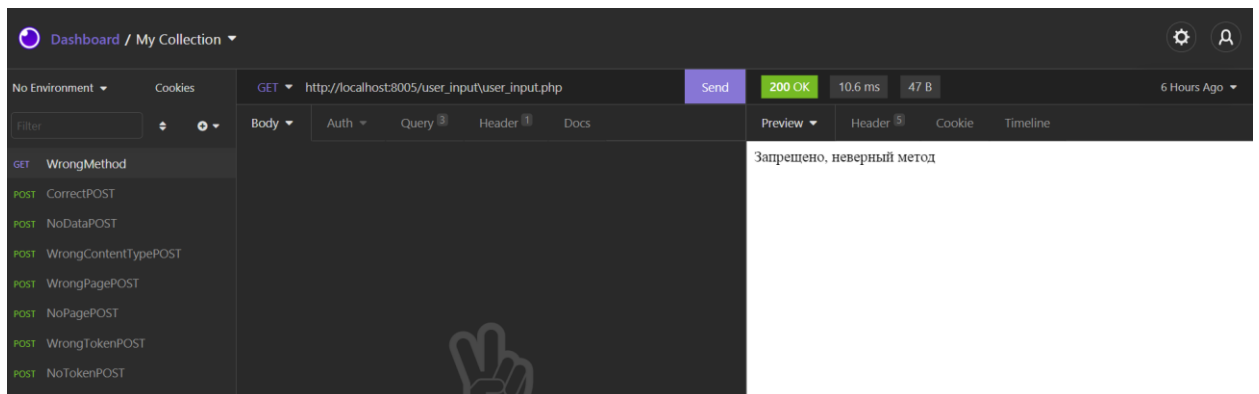 Dashboard / My Collection
No Environment Cookies
GET http://localhost:8005/user_input\user_input.php Send
200 OK 10.6 ms 47 B 6 Hours Ago
Filter
Body Auth Query 3 Header 1 Docs
Preview Header 5 Cookie Timeline
GET WrongMethod
POST CorrectPOST
POST NoDataPOST
POST WrongContentTypePOST
POST WrongPagePOST
POST NoPagePOST
POST WrongTokenPOST
POST NoTokenPOST
Запрещено, неверный метод